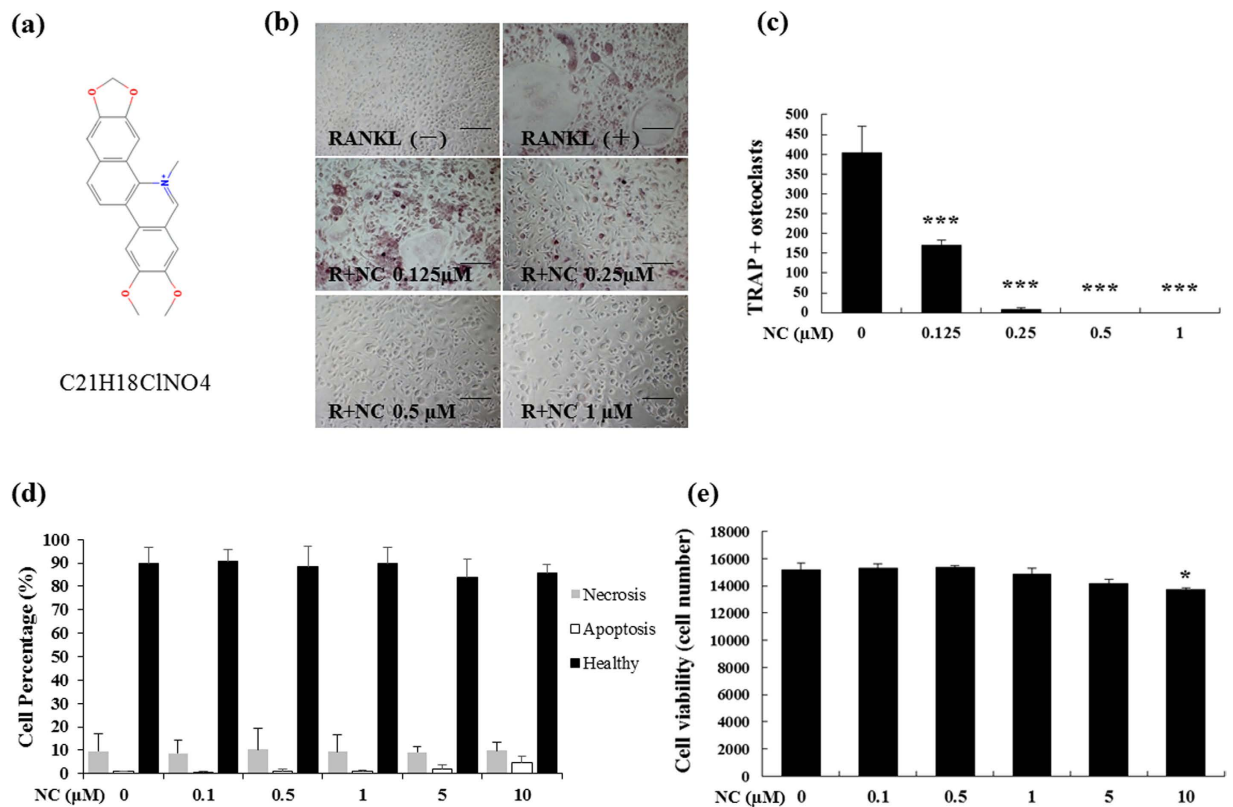 (a)
O
O
N+
O
O
C21H18ClNO4
(b)
RANKL (—)
RANKL (+)
R+NC 0.125μM
R+NC 0.25μM
R+NC 0.5 μM
R+NC 1 μM
(c)
TRAP + osteoclasts
500
450
400
350
300
250
200
150
100
50
0
***
***
***
***
NC (μM)
0
0.125
0.25
0.5
1
(d)
Cell Percentage (%)
100
90
80
70
60
50
40
30
20
10
0
Necrosis
Apoptosis
Healthy
NC (μM)
0
0.1
0.5
1
5
10
(e)
Cell viability (cell number)
18000
16000
14000
12000
10000
8000
6000
4000
2000
0
*
NC (μM)
0
0.1
0.5
1
5
10